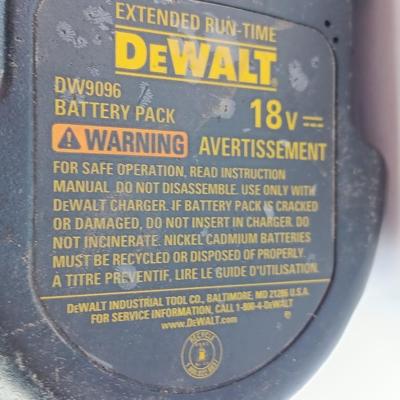 EXTENDED RUN-TIME
DEWALT
DW9096
BATTERY PACK 18V
WARNING AVERTISSEMENT
FOR SAFE OPERATION, READ INSTRUCTION
MANUAL. DO NOT DISASSEMBLE. USE ONLY WITH
DEWALT CHARGER. IF BATTERY PACK IS CRACKED
OR DAMAGED, DO NOT INSERT IN CHARGER. DO
NOT INCINERATE. NICKEL CADMIUM BATTERIES
MUST BE RECYCLED OR DISPOSED OF PROPERLY.
À TITRE PRÉVENTIF, LIRE LE GUIDE D'UTILISATION.
DEWALT INDUSTRIAL TOOL CO., BALTIMORE, MD 21286 U.S.A.
FOR SERVICE INFORMATION, CALL 1-800-4-DEWALT
www.DEWALT.com
RECYCLE